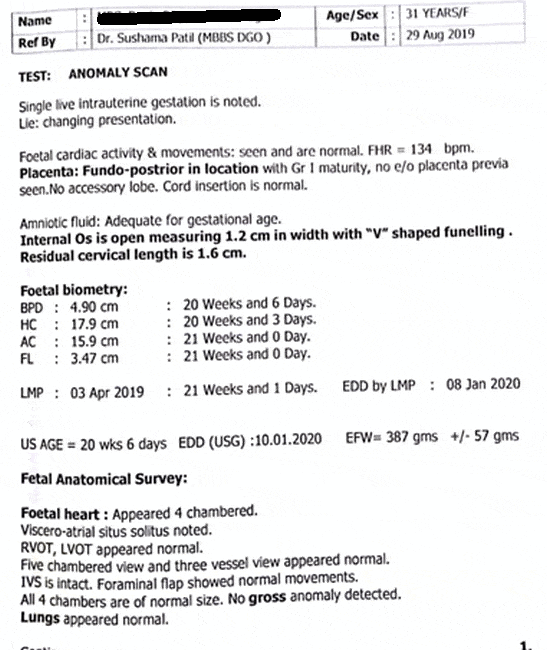 Name :
Age/Sex : 31 YEARS/F
Ref By : Dr. Sushama Patil (MBBS DGO )
Date : 29 Aug 2019
TEST: ANOMALY SCAN
Single live intrauterine gestation is noted.
Lie: changing presentation.
Foetal cardiac activity & movements: seen and are normal. FHR = 134 bpm.
Placenta: Fundo-postrior in location with Gr I maturity, no e/o placenta previa
seen.No accessory lobe. Cord insertion is normal.
Amniotic fluid: Adequate for gestational age.
Internal Os is open measuring 1.2 cm in width with "V" shaped funelling .
Residual cervical length is 1.6 cm.
Foetal biometry:
BPD : 4.90 cm : 20 Weeks and 6 Days.
HC : 17.9 cm : 20 Weeks and 3 Days.
AC : 15.9 cm : 21 Weeks and 0 Day.
FL : 3.47 cm : 21 Weeks and 0 Day.
LMP : 03 Apr 2019 : 21 Weeks and 1 Days. EDD by LMP : 08 Jan 2020
US AGE = 20 wks 6 days EDD (USG) :10.01.2020 EFW= 387 gms +/- 57 gms
Fetal Anatomical Survey:
Foetal heart : Appeared 4 chambered.
Viscero-atrial situs solitus noted.
RVOT, LVOT appeared normal.
Five chambered view and three vessel view appeared normal.
IVS is intact. Foraminal flap showed normal movements.
All 4 chambers are of normal size. No gross anomaly detected.
Lungs appeared normal.
1.